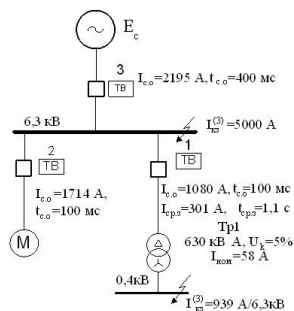 E_c
3
ТВ
I_с.о=2195 А, t_с.о=400 мс
6,3 кВ
I_кз^(3)=5000 А
2
ТВ
1
ТВ
I_с.о=1714 А,
t_с.о=100 мс
I_с.о=1080 А, t_с.о=100 мс
I_ср.з=301 А, t_ср.з=1,1 с
Тр1
630 кВ А, U_k=5%
I_ном=58 А
М
0,4кВ
I_кз^(3)=939 А/6,3кВ